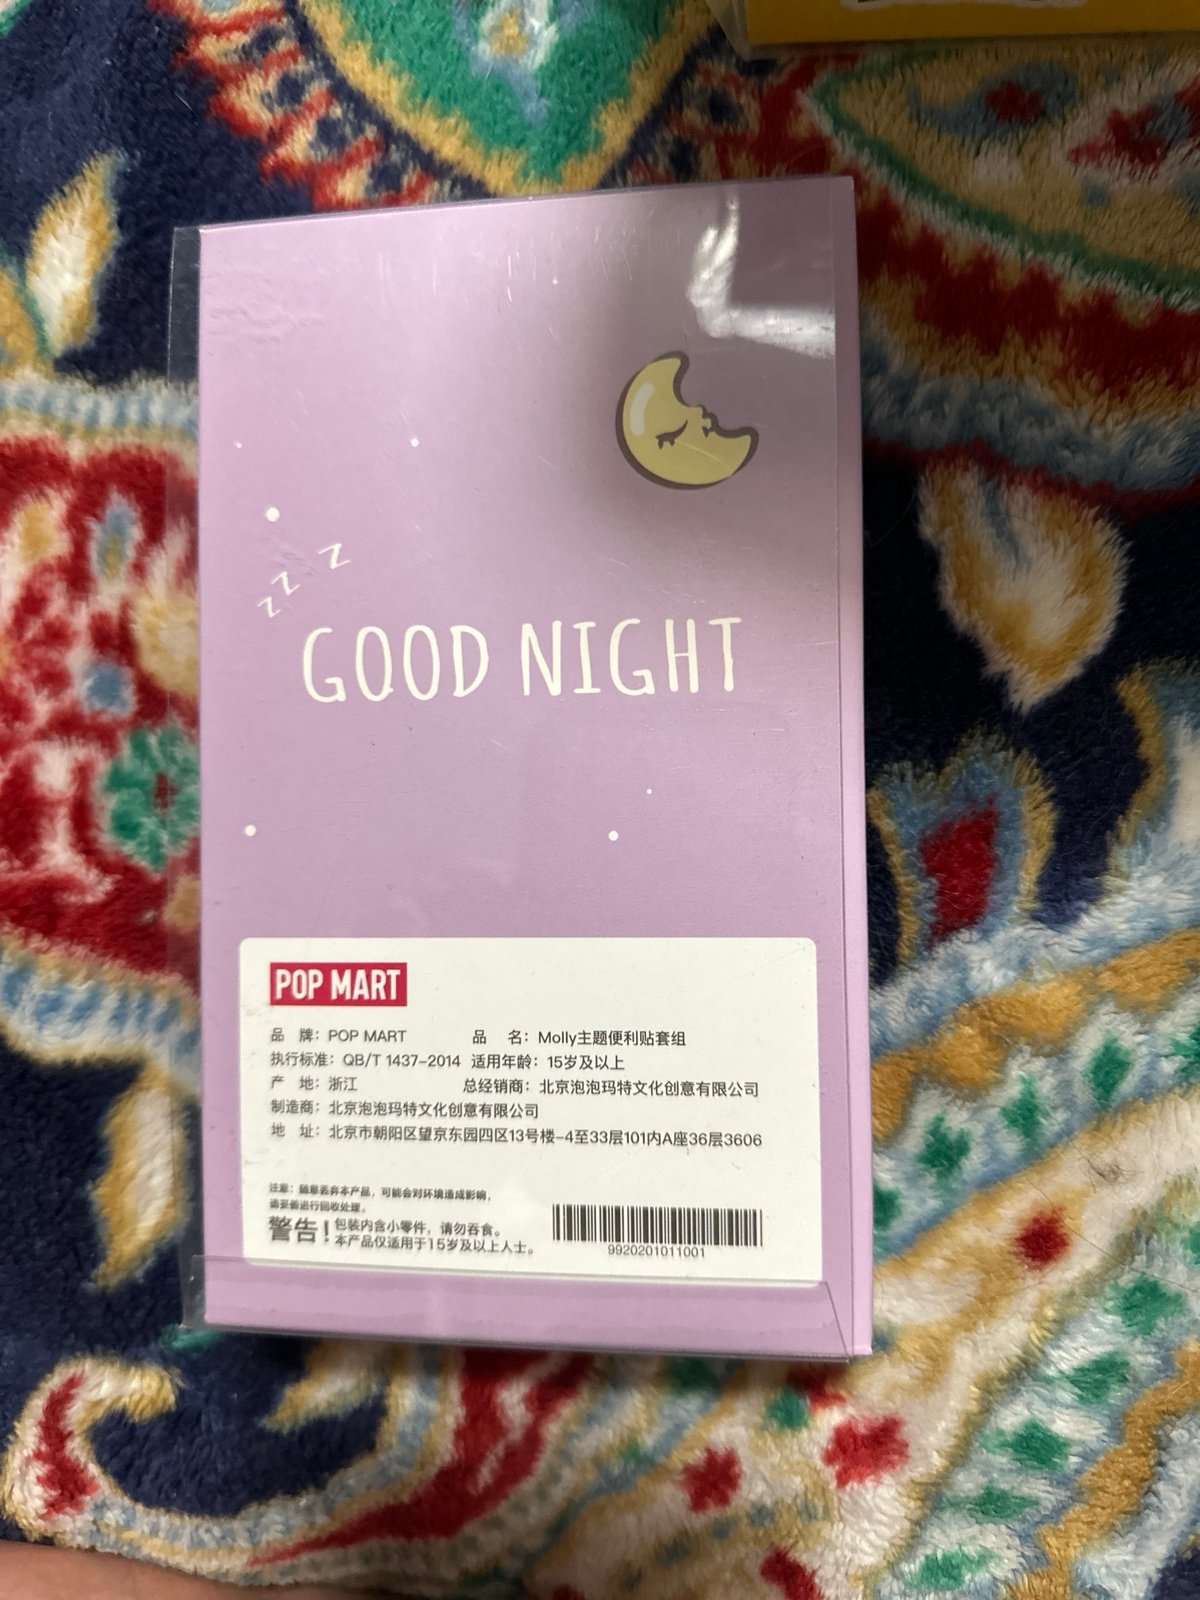 z z z
GOOD NIGHT
POP MART
品 牌：POP MART 品 名：Molly主题便利贴套组
执行标准：QB/T 1437-2014 适用年龄：15岁及以上
产 地：浙江 总经销商：北京泡泡玛特文化创意有限公司
制造商：北京泡泡玛特文化创意有限公司
地 址：北京市朝阳区望京东园四区13号楼-4至33层101内A座36层3606
注意：随意丢弃本产品，可能会对环境造成影响，
请妥善进行回收处理。
警告！包装内含小零件，请勿吞食。
本产品仅适用于15岁及以上人士。
9920201011001